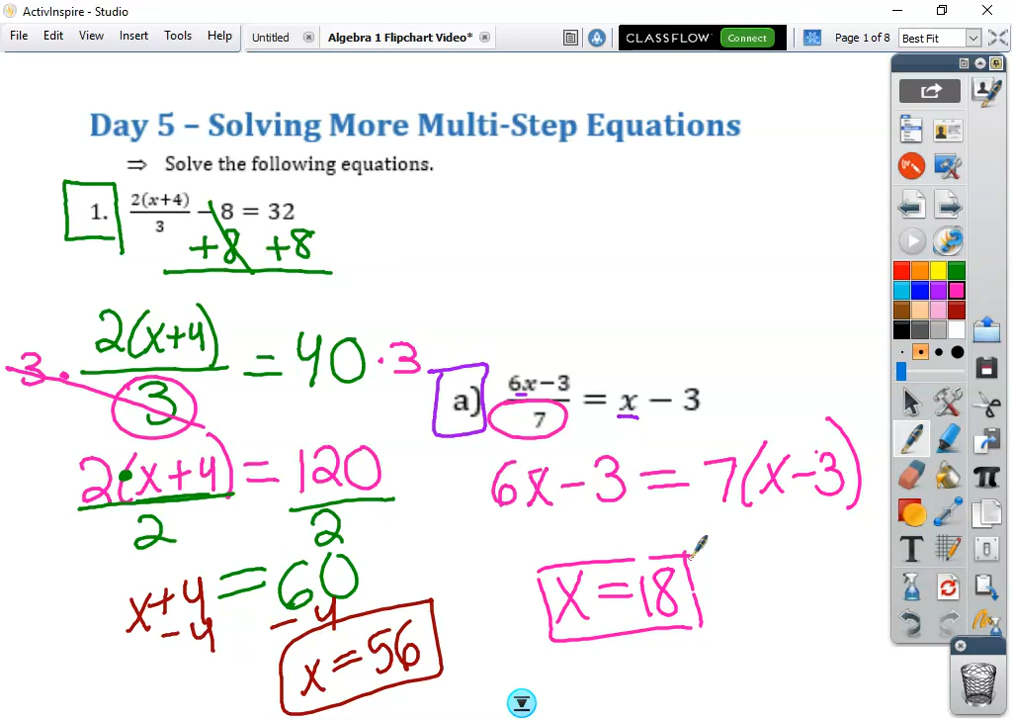 ActivInspire - Studio
File Edit View Insert Tools Help Untitled Algebra 1 Flipchart Video* CLASSFLOW Connect Page 1 of 8 Best Fit
Day 5 – Solving More Multi-Step Equations
⇒ Solve the following equations.
1. 2(x+4)/3 − 8 = 32
+8 +8
3 · 2(x+4)/3 = 40 · 3
2(x+4)/2 = 120/2
x+4 = 60
-4 -4
x = 56
a) 6x−3/7 = x − 3
6x − 3 = 7(x−3)
x = 18
T π